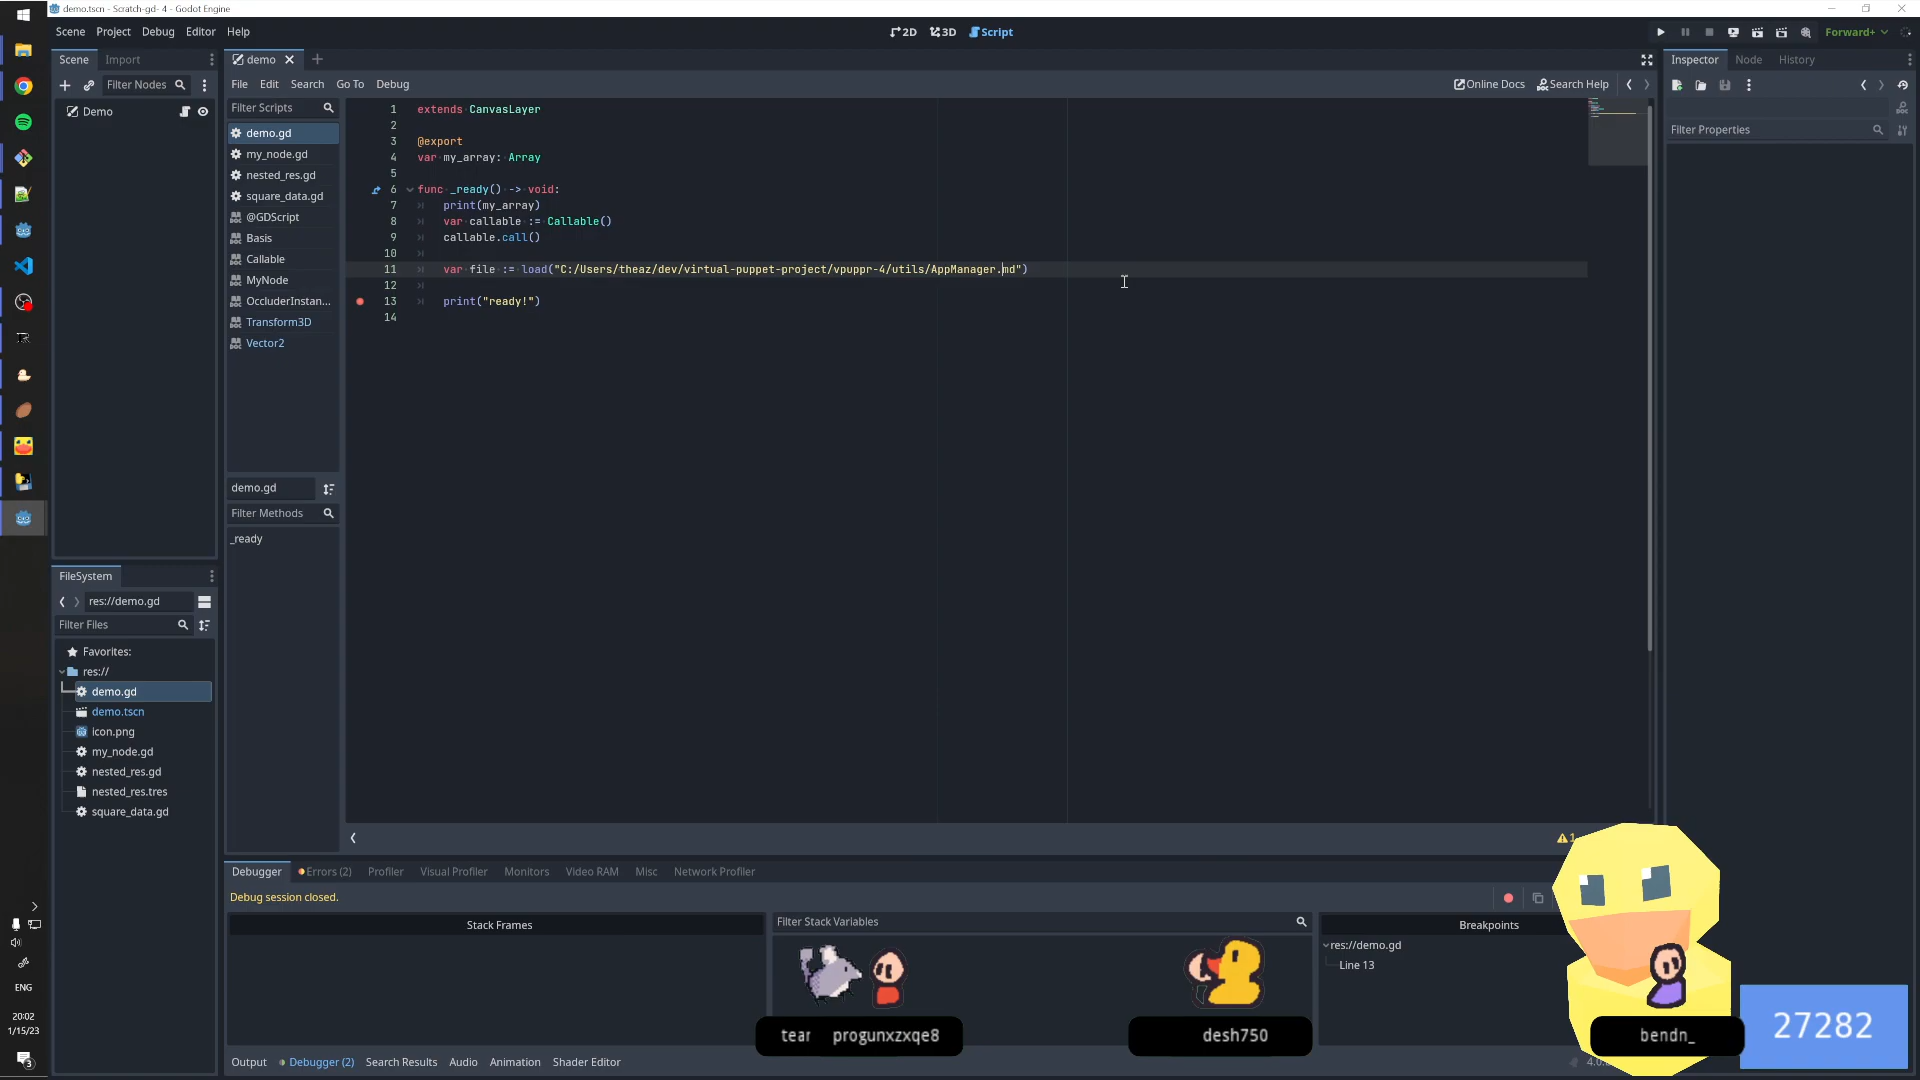 demo.tscn - Scratch-gd- 4 - Godot Engine
Scene Project Debug Editor Help
2D 3D Script
Forward+
Scene Import
demo
Inspector Node History
Filter Nodes
File Edit Search Go To Debug
Online Docs Search Help
Demo
Filter Properties
Filter Scripts
demo.gd
my_node.gd
nested_res.gd
square_data.gd
@GDScript
Basis
Callable
MyNode
OccluderInstan...
Transform3D
Vector2
demo.gd
Filter Methods
_ready
1 extends CanvasLayer
2
3 @export
4 var my_array: Array
5
6 func _ready() -> void:
7 print(my_array)
8 var callable := Callable()
9 callable.call()
10
11 var file := load("C:/Users/theaz/dev/virtual-puppet-project/vpuppr-4/utils/AppManager.md")
12
13 print("ready!")
14
1
FileSystem
res://demo.gd
Filter Files
Favorites:
res://
demo.gd
demo.tscn
icon.png
my_node.gd
nested_res.gd
nested_res.tres
square_data.gd
Debugger Errors (2) Profiler Visual Profiler Monitors Video RAM Misc Network Profiler
Debug session closed.
Stack Frames
Filter Stack Variables
Breakpoints
res://demo.gd
Line 13
tear progunxzxqe8
desh750
bendn_
27282
Output Debugger (2) Search Results Audio Animation Shader Editor
ENG
20:02
1/15/23
3